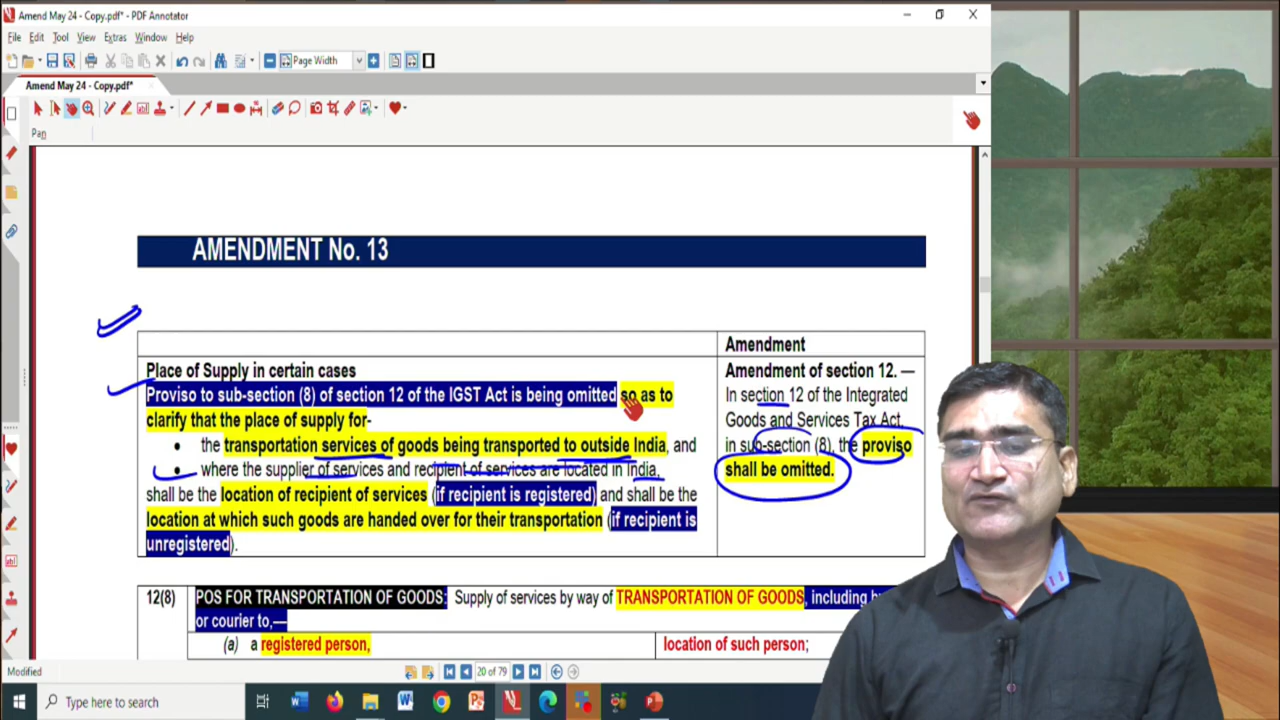 Amend May 24 - Copy.pdf* - PDF Annotator
File Edit Tool View Extras Window Help
Page Width
Amend May 24 - Copy.pdf*
Pan
AMENDMENT No. 13
Amendment
Place of Supply in certain cases
Proviso to sub-section (8) of section 12 of the IGST Act is being omitted so as to
clarify that the place of supply for-
• the transportation services of goods being transported to outside India, and
• where the supplier of services and recipient of services are located in India,
shall be the location of recipient of services (if recipient is registered) and shall be the
location at which such goods are handed over for their transportation (if recipient is
unregistered).
Amendment of section 12. —
In section 12 of the Integrated
Goods and Services Tax Act,
in sub-section (8), the proviso
shall be omitted.
12(8) POS FOR TRANSPORTATION OF GOODS: Supply of services by way of TRANSPORTATION OF GOODS, including
or courier to,—
(a) a registered person, location of such person;
Modified 20 of 79
Type here to search